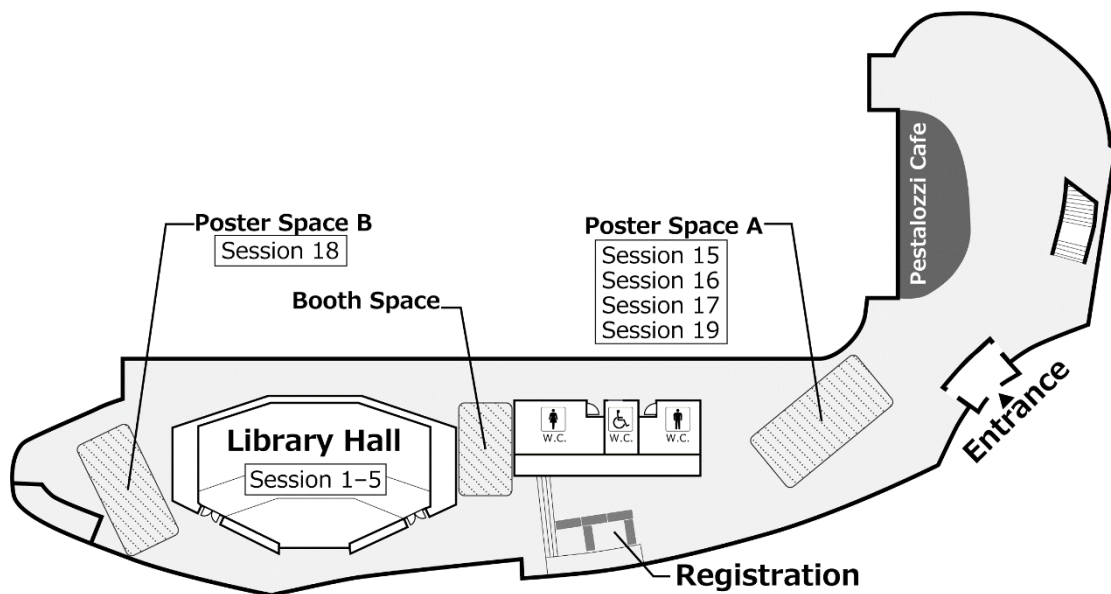 Pestalozzi Cafe
Poster Space B
Session 18
Poster Space A
Session 15
Session 16
Session 17
Session 19
Booth Space
Entrance
Library Hall
Session 1–5
W.C.
W.C.
W.C.
Registration